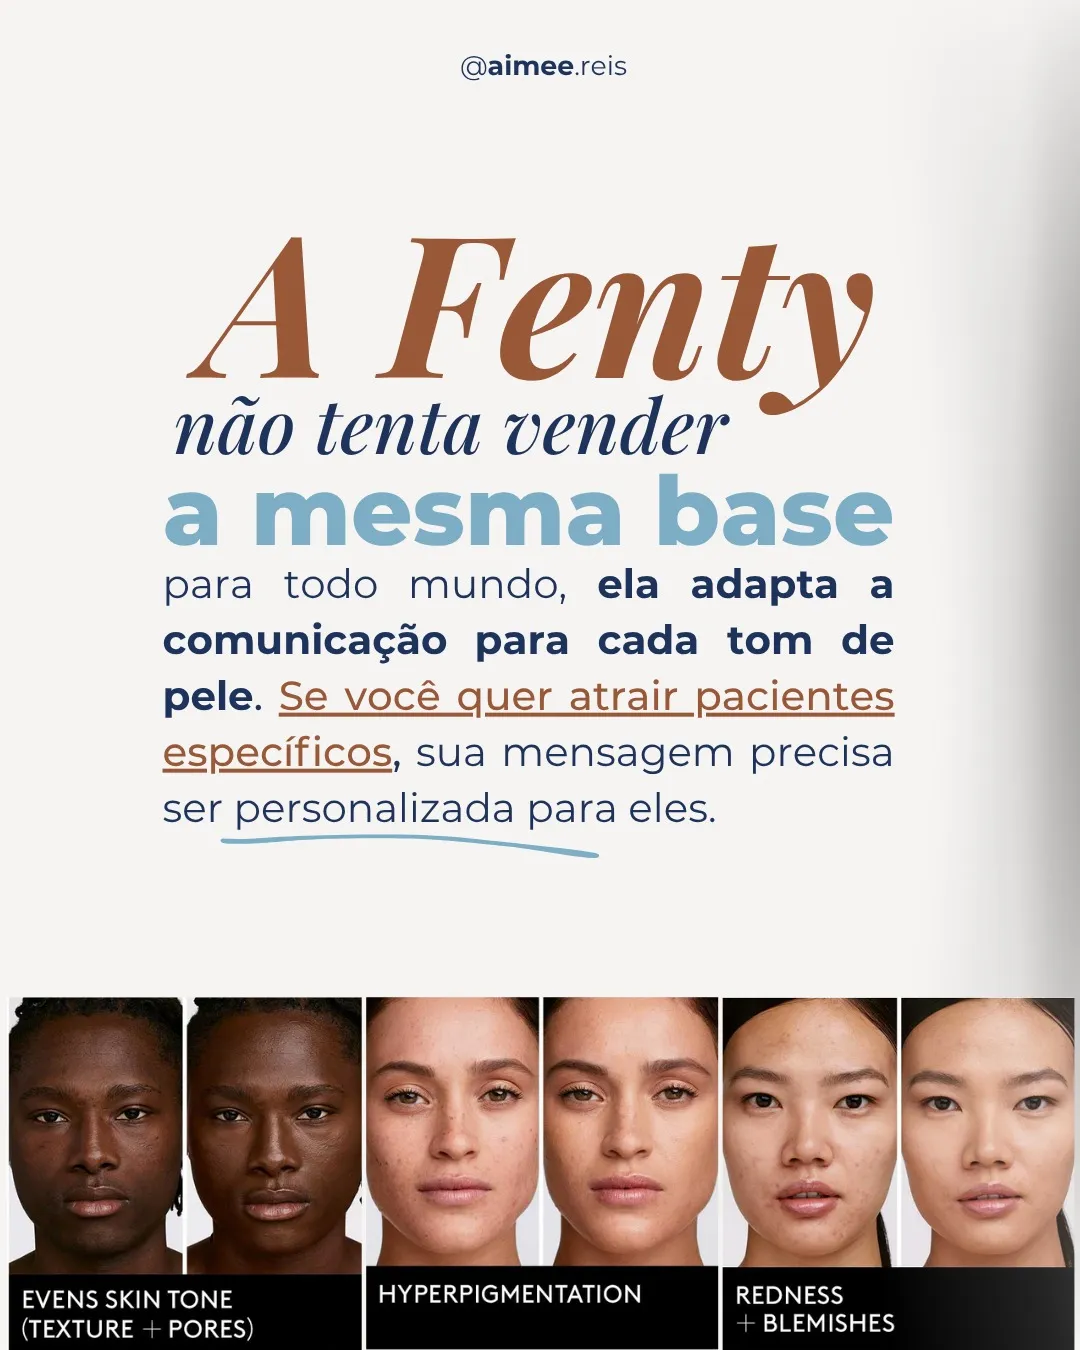 @aimee.reis
A Fenty
não tenta vender
a mesma base
para todo mundo, ela adapta a
comunicação para cada tom de
pele. Se você quer atrair pacientes
específicos, sua mensagem precisa
ser personalizada para eles.
EVENS SKIN TONE
(TEXTURE + PORES)
HYPERPIGMENTATION
REDNESS
+ BLEMISHES